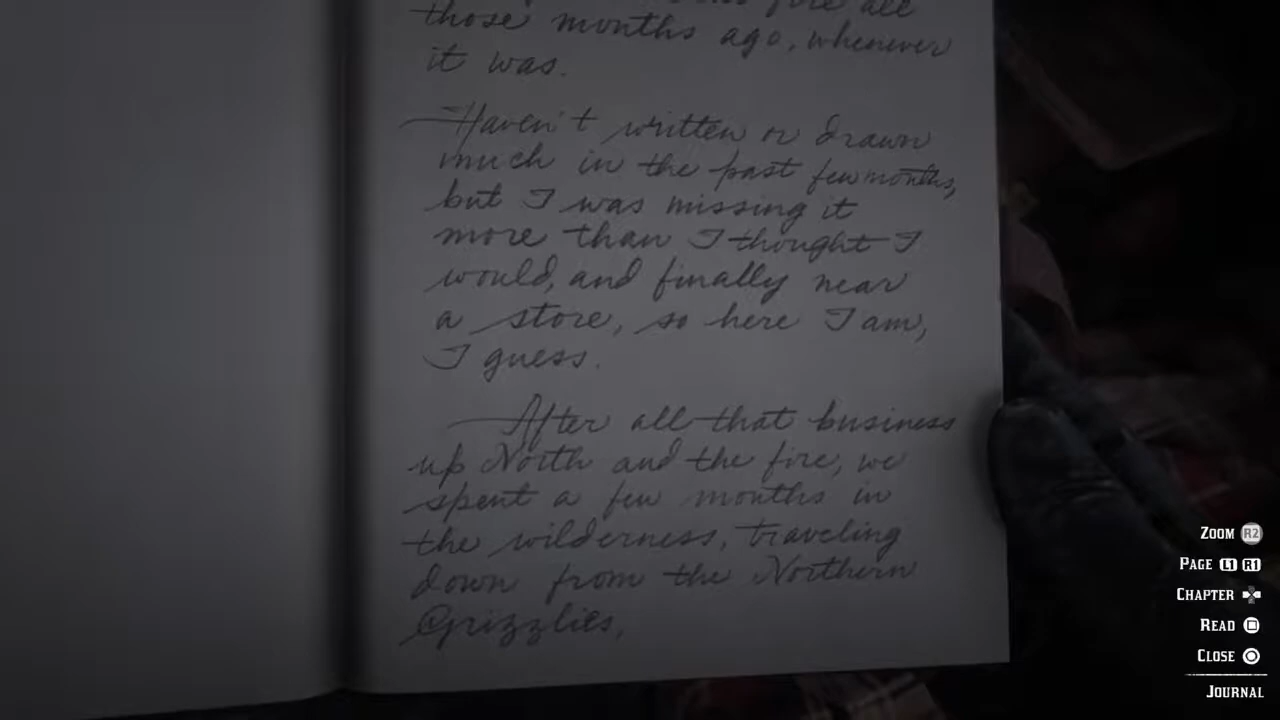 those months ago, whenever
it was.
Haven't written or drawn
much in the past few months,
but I was missing it
more than I thought I
would, and finally near
a store, so here I am,
I guess.
After all that business
up North and the fire, we
spent a few months in
the wilderness, traveling
down from the Northern
Grizzlies,
ZOOM R2
PAGE L1 R1
CHAPTER
READ
CLOSE
JOURNAL